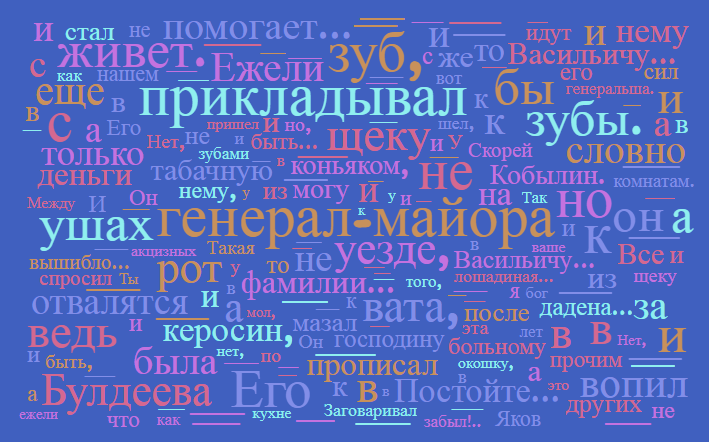 и стал не помогает... и идут и нему
живет. Ежели зуб, с же то Васильичу...
с как нашем вот его сил
еще в прикладывал к бы генеральша. и
в с а Его пришел и но, шел, к зубы. а в
Нет, не и быть... щеку и У Скорей
только зубами словно
деньги табачную в коньяком, не Кобылин. комнатам.
Между И Он нему, у из могу и у и на Так но он а
ушах генерал-майора к и к
акцизных Такая не уезде, в ваше Все и
вышибло... рот то Васильичу...
спросил Ты у в фамилии... того, лошадиная... из щеку
отвалятся и а к вата, Я бог дадена... за
мол, после
ведь и керосин, мазал эта лет в в и
Он господину больному Нет,
и быть, была нет, по прописал окошку, а прочим
а Булдеева Его к в в Постойте... в это вопил
ежели что как кухне Заговаривал забыл!.. Яков других не